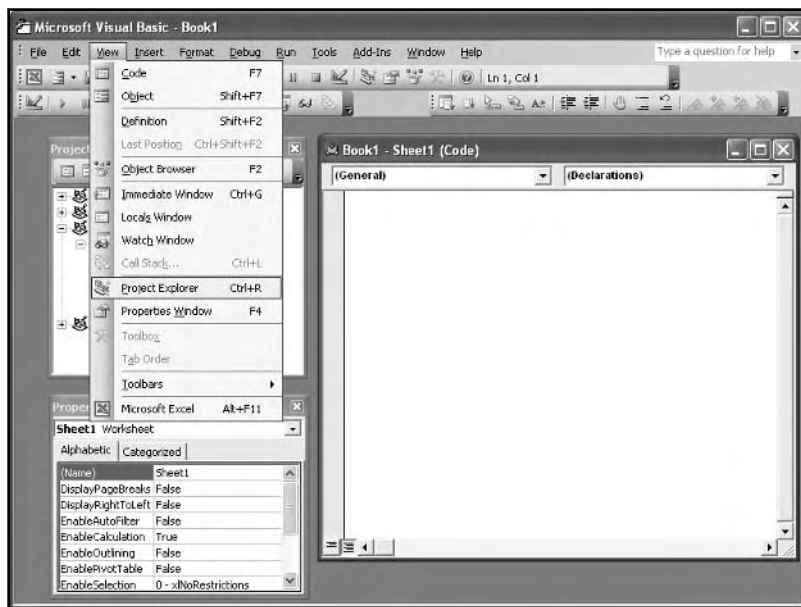 Microsoft Visual Basic - Book1
File Edit View Insert Format Debug Run Tools Add-Ins Window Help Type a question for help
Ln 1, Col 1
Code F7
Object Shift+F7
Definition Shift+F2
Last Position Ctrl+Shift+F2
Object Browser F2
Immediate Window Ctrl+G
Locals Window
Watch Window
Call Stack... Ctrl+L
Project Explorer Ctrl+R
Properties Window F4
Toolbox
Tab Order
Toolbars
Microsoft Excel Alt+F11
Project
Book1 - Sheet1 (Code)
(General) (Declarations)
Proper
Sheet1 Worksheet
Alphabetic Categorized
(Name) Sheet1
DisplayPageBreaks False
DisplayRightToLeft False
EnableAutoFilter False
EnableCalculation True
EnableOutlining False
EnablePivotTable False
EnableSelection 0 - xlNoRestrictions